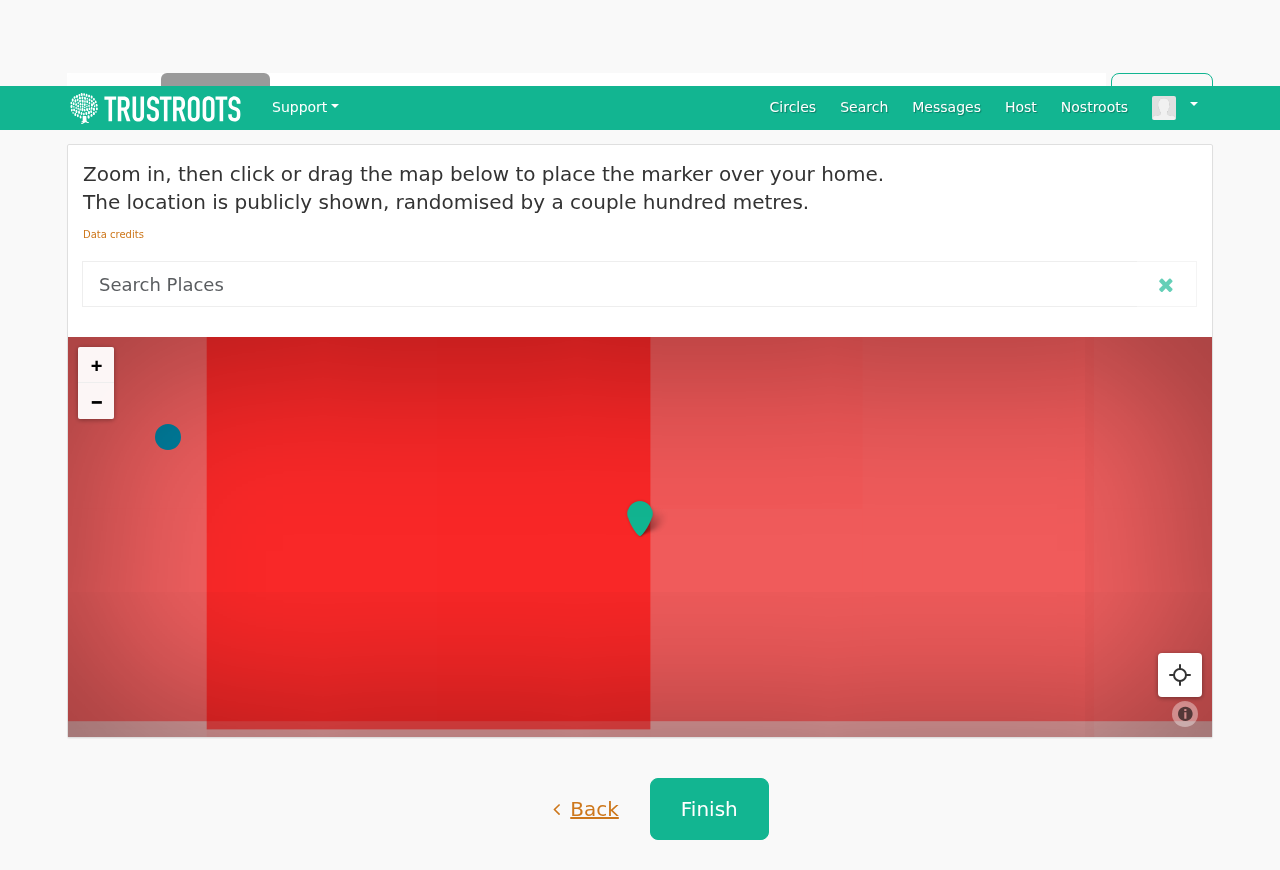 TRUSTROOTS
Support
Circles
Search
Messages
Host
Nostroots
Zoom in, then click or drag the map below to place the marker over your home.
The location is publicly shown, randomised by a couple hundred metres.
Data credits
Search Places
+
−
Back
Finish